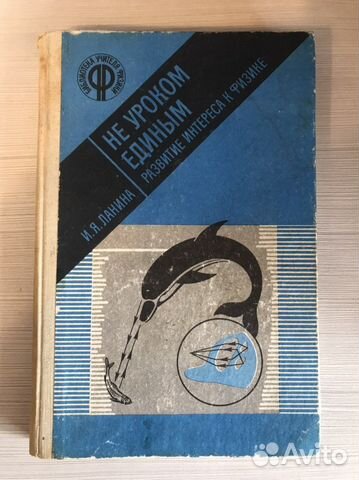 БИБЛИОТЕКА УЧИТЕЛЯ ФИЗИКИ
Ф
НЕ УРОКОМ
ЕДИНЫМ
РАЗВИТИЕ ИНТЕРЕСА К ФИЗИКЕ
И.Я. ЛАНИНА
Avito